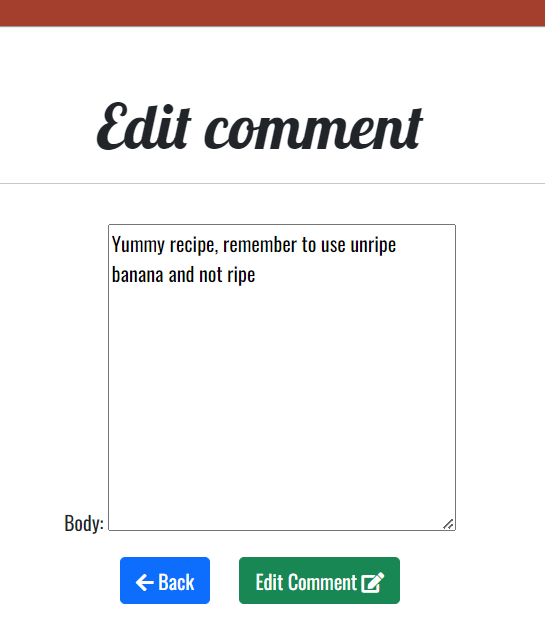 Edit comment
Yummy recipe, remember to use unripe
banana and not ripe
Body:
Back
Edit Comment